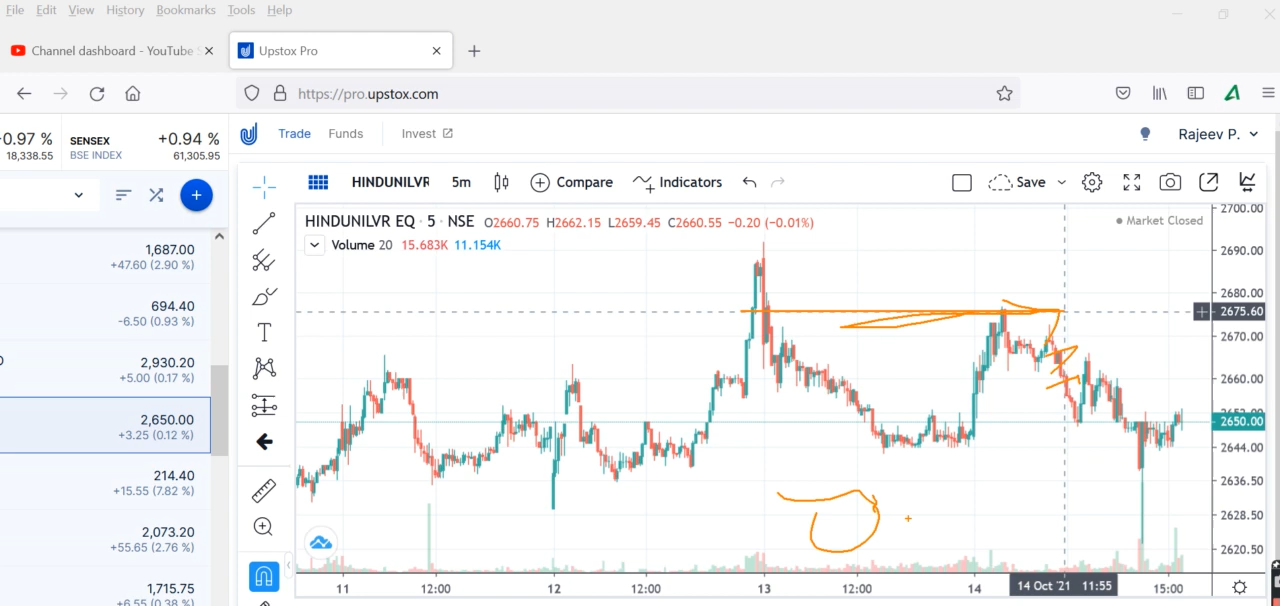 File Edit View History Bookmarks Tools Help
Channel dashboard - YouTube S
Upstox Pro
https://pro.upstox.com
-0.97 % SENSEX +0.94 %
18,338.55 BSE INDEX 61,305.95
Trade Funds Invest Rajeev P.
HINDUNILVR 5m Compare Indicators Save
HINDUNILVR EQ · 5 · NSE O2660.75 H2662.15 L2659.45 C2660.55 −0.20 (−0.01%)
Market Closed
Volume 20 15.683K 11.154K
1,687.00
+47.60 (2.90 %)
694.40
-6.50 (0.93 %)
2,930.20
+5.00 (0.17 %)
2,650.00
+3.25 (0.12 %)
214.40
+15.55 (7.82 %)
2,073.20
+55.65 (2.76 %)
1,715.75
+6.55 (0.38 %)
2700.00
2690.00
2680.00
2675.60
2670.00
2660.00
2650.00
2644.00
2636.50
2628.50
2620.50
11 12:00 12 12:00 13 12:00 14 14 Oct '21 11:55 15:00